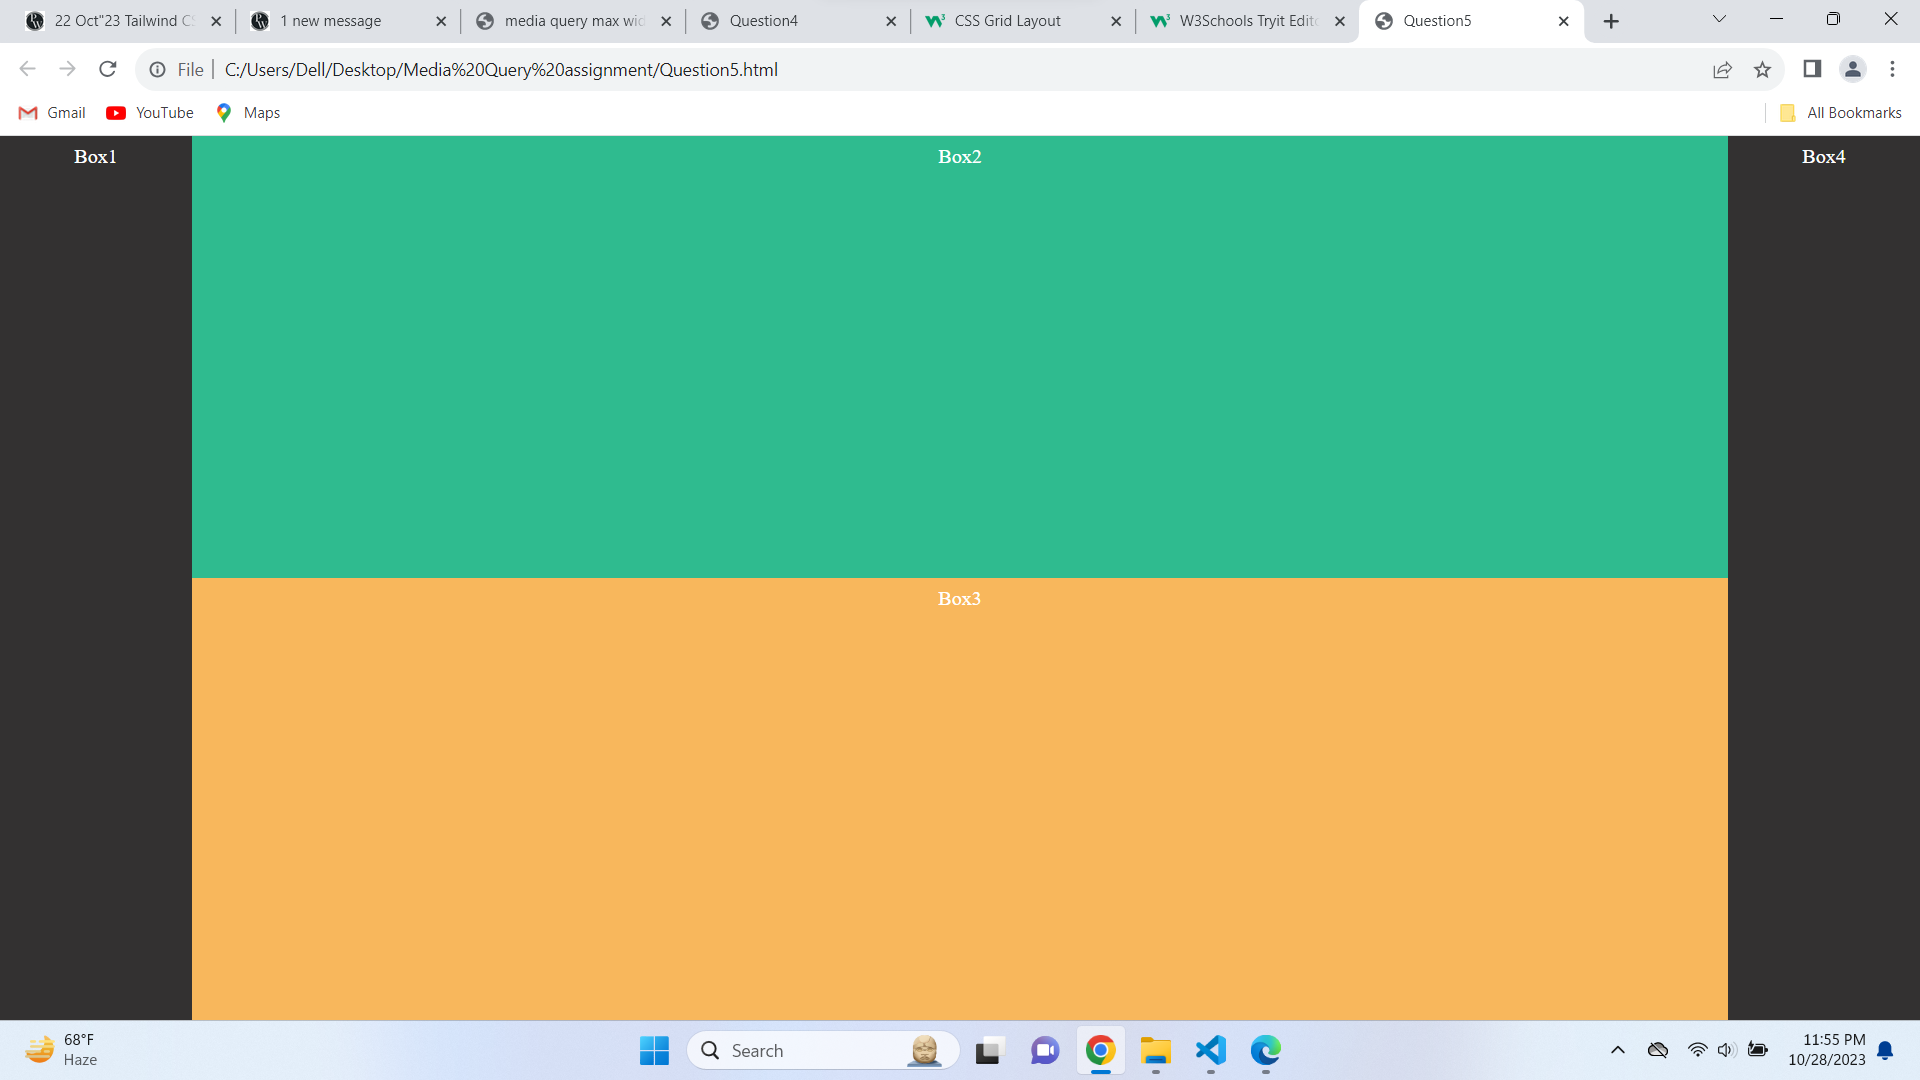 22 Oct"23 Tailwind CS
1 new message
media query max wid
Question4
CSS Grid Layout
W3Schools Tryit Edito
Question5
File
C:/Users/Dell/Desktop/Media%20Query%20assignment/Question5.html
Gmail
YouTube
Maps
All Bookmarks
Box1
Box2
Box4
Box3
68°F
Haze
Search
11:55 PM
10/28/2023